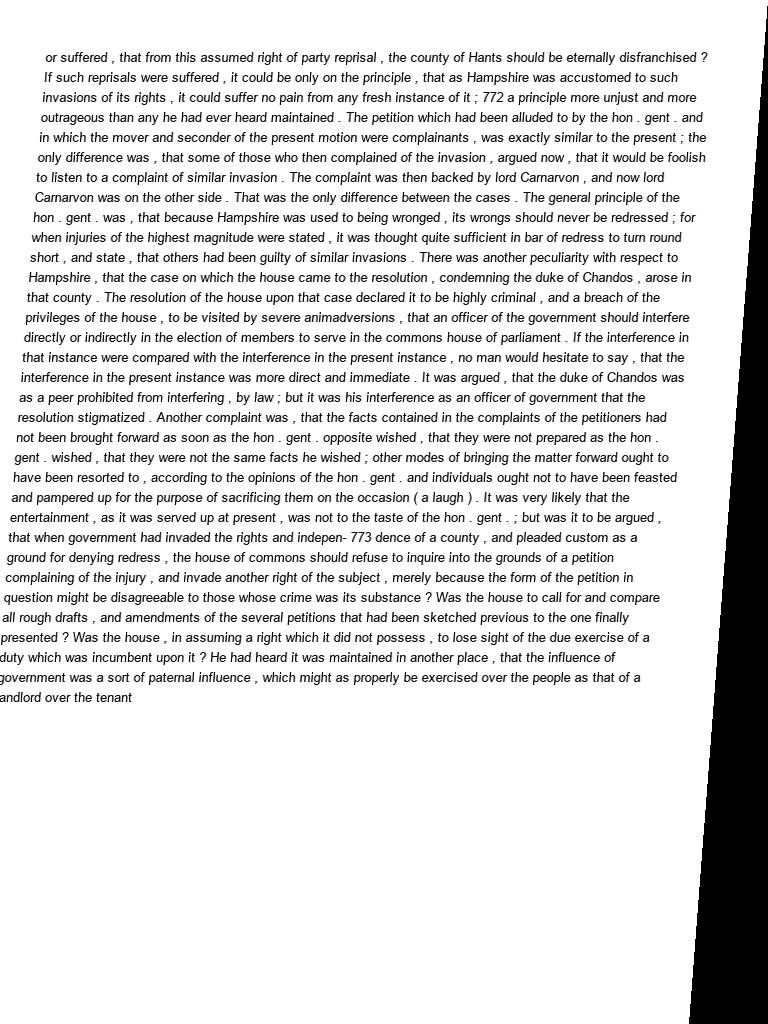 or suffered , that from this assumed right of party reprisal , the county of Hants should be eternally disfranchised ?
If such reprisals were suffered , it could be only on the principle , that as Hampshire was accustomed to such
invasions of its rights , it could suffer no pain from any fresh instance of it ; 772 a principle more unjust and more
outrageous than any he had ever heard maintained . The petition which had been alluded to by the hon . gent . and
in which the mover and seconder of the present motion were complainants , was exactly similar to the present ; the
only difference was , that some of those who then complained of the invasion , argued now , that it would be foolish
to listen to a complaint of similar invasion . The complaint was then backed by lord Carnarvon , and now lord
Carnarvon was on the other side . That was the only difference between the cases . The general principle of the
hon . gent . was , that because Hampshire was used to being wronged , its wrongs should never be redressed ; for
when injuries of the highest magnitude were stated , it was thought quite sufficient in bar of redress to turn round
short , and state , that others had been guilty of similar invasions . There was another peculiarity with respect to
Hampshire , that the case on which the house came to the resolution , condemning the duke of Chandos , arose in
that county . The resolution of the house upon that case declared it to be highly criminal , and a breach of the
privileges of the house , to be visited by severe animadversions , that an officer of the government should interfere
directly or indirectly in the election of members to serve in the commons house of parliament . If the interference in
that instance were compared with the interference in the present instance , no man would hesitate to say , that the
interference in the present instance was more direct and immediate . It was argued , that the duke of Chandos was
as a peer prohibited from interfering , by law ; but it was his interference as an officer of government that the
resolution stigmatized . Another complaint was , that the facts contained in the complaints of the petitioners had
not been brought forward as soon as the hon . gent . opposite wished , that they were not prepared as the hon .
gent . wished , that they were not the same facts he wished ; other modes of bringing the matter forward ought to
have been resorted to , according to the opinions of the hon . gent . and individuals ought not to have been feasted
and pampered up for the purpose of sacrificing them on the occasion ( a laugh ) . It was very likely that the
entertainment , as it was served up at present , was not to the taste of the hon . gent . ; but was it to be argued ,
that when government had invaded the rights and indepen- 773 dence of a county , and pleaded custom as a
ground for denying redress , the house of commons should refuse to inquire into the grounds of a petition
complaining of the injury , and invade another right of the subject , merely because the form of the petition in
question might be disagreeable to those whose crime was its substance ? Was the house to call for and compare
all rough drafts , and amendments of the several petitions that had been sketched previous to the one finally
presented ? Was the house , in assuming a right which it did not possess , to lose sight of the due exercise of a
duty which was incumbent upon it ? He had heard it was maintained in another place , that the influence of
government was a sort of paternal influence , which might as properly be exercised over the people as that of a
andlord over the tenant